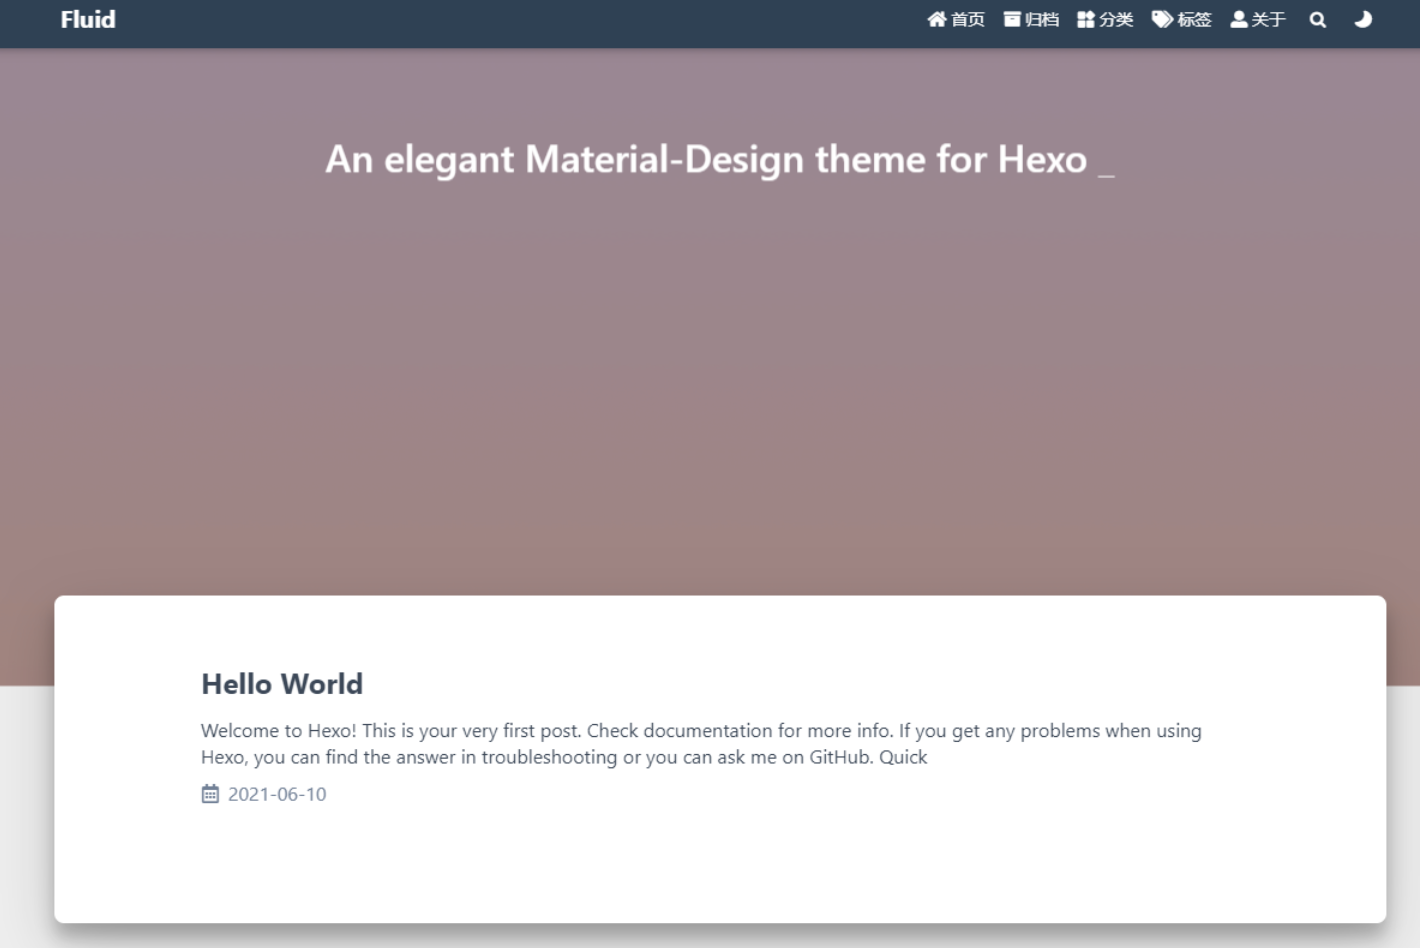 Fluid
首页 归档 分类 标签 关于
An elegant Material-Design theme for Hexo _
Hello World
Welcome to Hexo! This is your very first post. Check documentation for more info. If you get any problems when using
Hexo, you can find the answer in troubleshooting or you can ask me on GitHub. Quick
2021-06-10